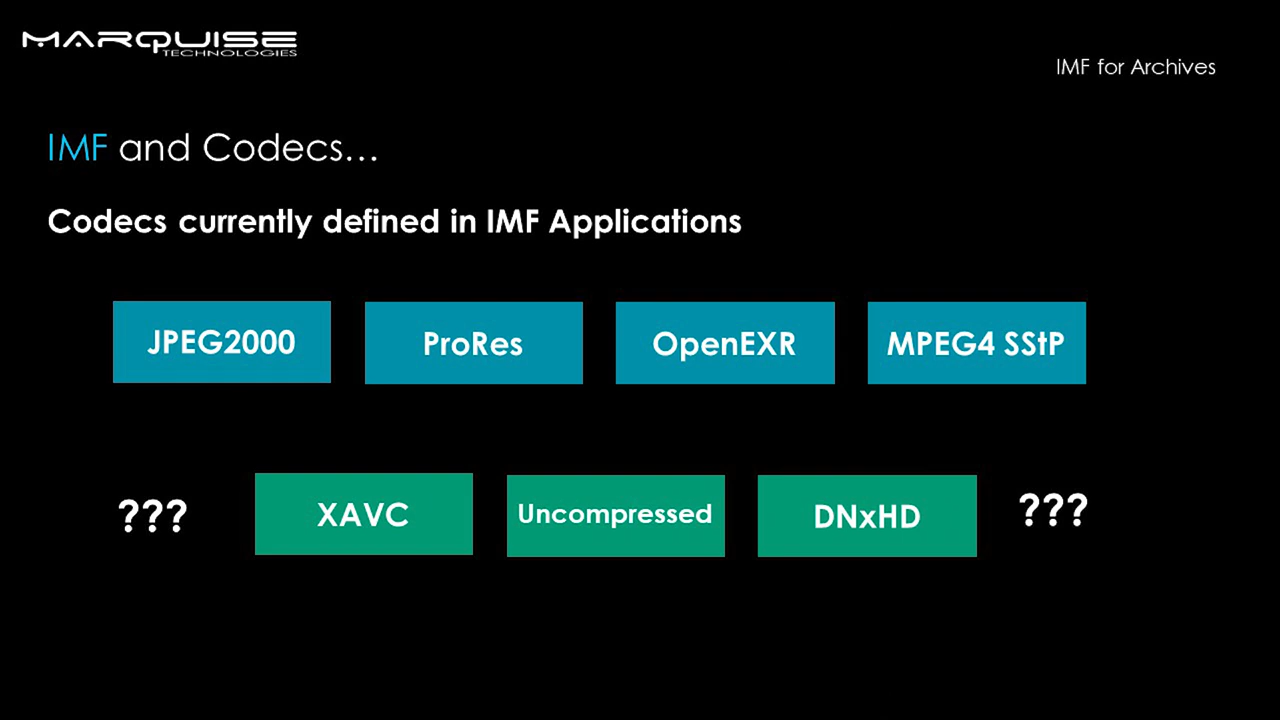 MARQUISE
TECHNOLOGIES
IMF for Archives
IMF and Codecs...
Codecs currently defined in IMF Applications
JPEG2000
ProRes
OpenEXR
MPEG4 SStP
???
XAVC
Uncompressed
DNxHD
???